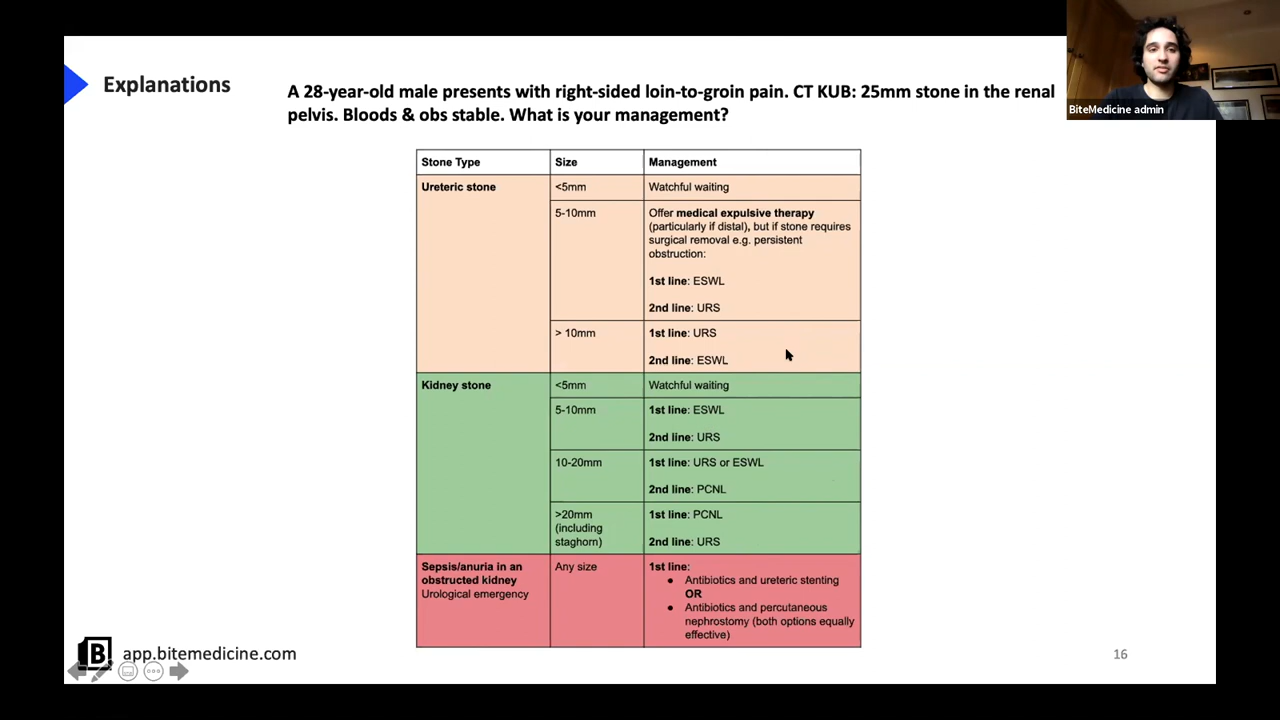 Explanations
A 28-year-old male presents with right-sided loin-to-groin pain. CT KUB: 25mm stone in the renal
pelvis. Bloods & obs stable. What is your management?
BiteMedicine admin
Stone Type Size Management
Ureteric stone <5mm Watchful waiting
5-10mm Offer medical expulsive therapy
(particularly if distal), but if stone requires
surgical removal e.g. persistent
obstruction:
1st line: ESWL
2nd line: URS
> 10mm 1st line: URS
2nd line: ESWL
Kidney stone <5mm Watchful waiting
5-10mm 1st line: ESWL
2nd line: URS
10-20mm 1st line: URS or ESWL
2nd line: PCNL
>20mm 1st line: PCNL
(including
staghorn) 2nd line: URS
Sepsis/anuria in an Any size 1st line:
obstructed kidney ● Antibiotics and ureteric stenting
Urological emergency OR
● Antibiotics and percutaneous
nephrostomy (both options equally
effective)
B app.bitemedicine.com
16